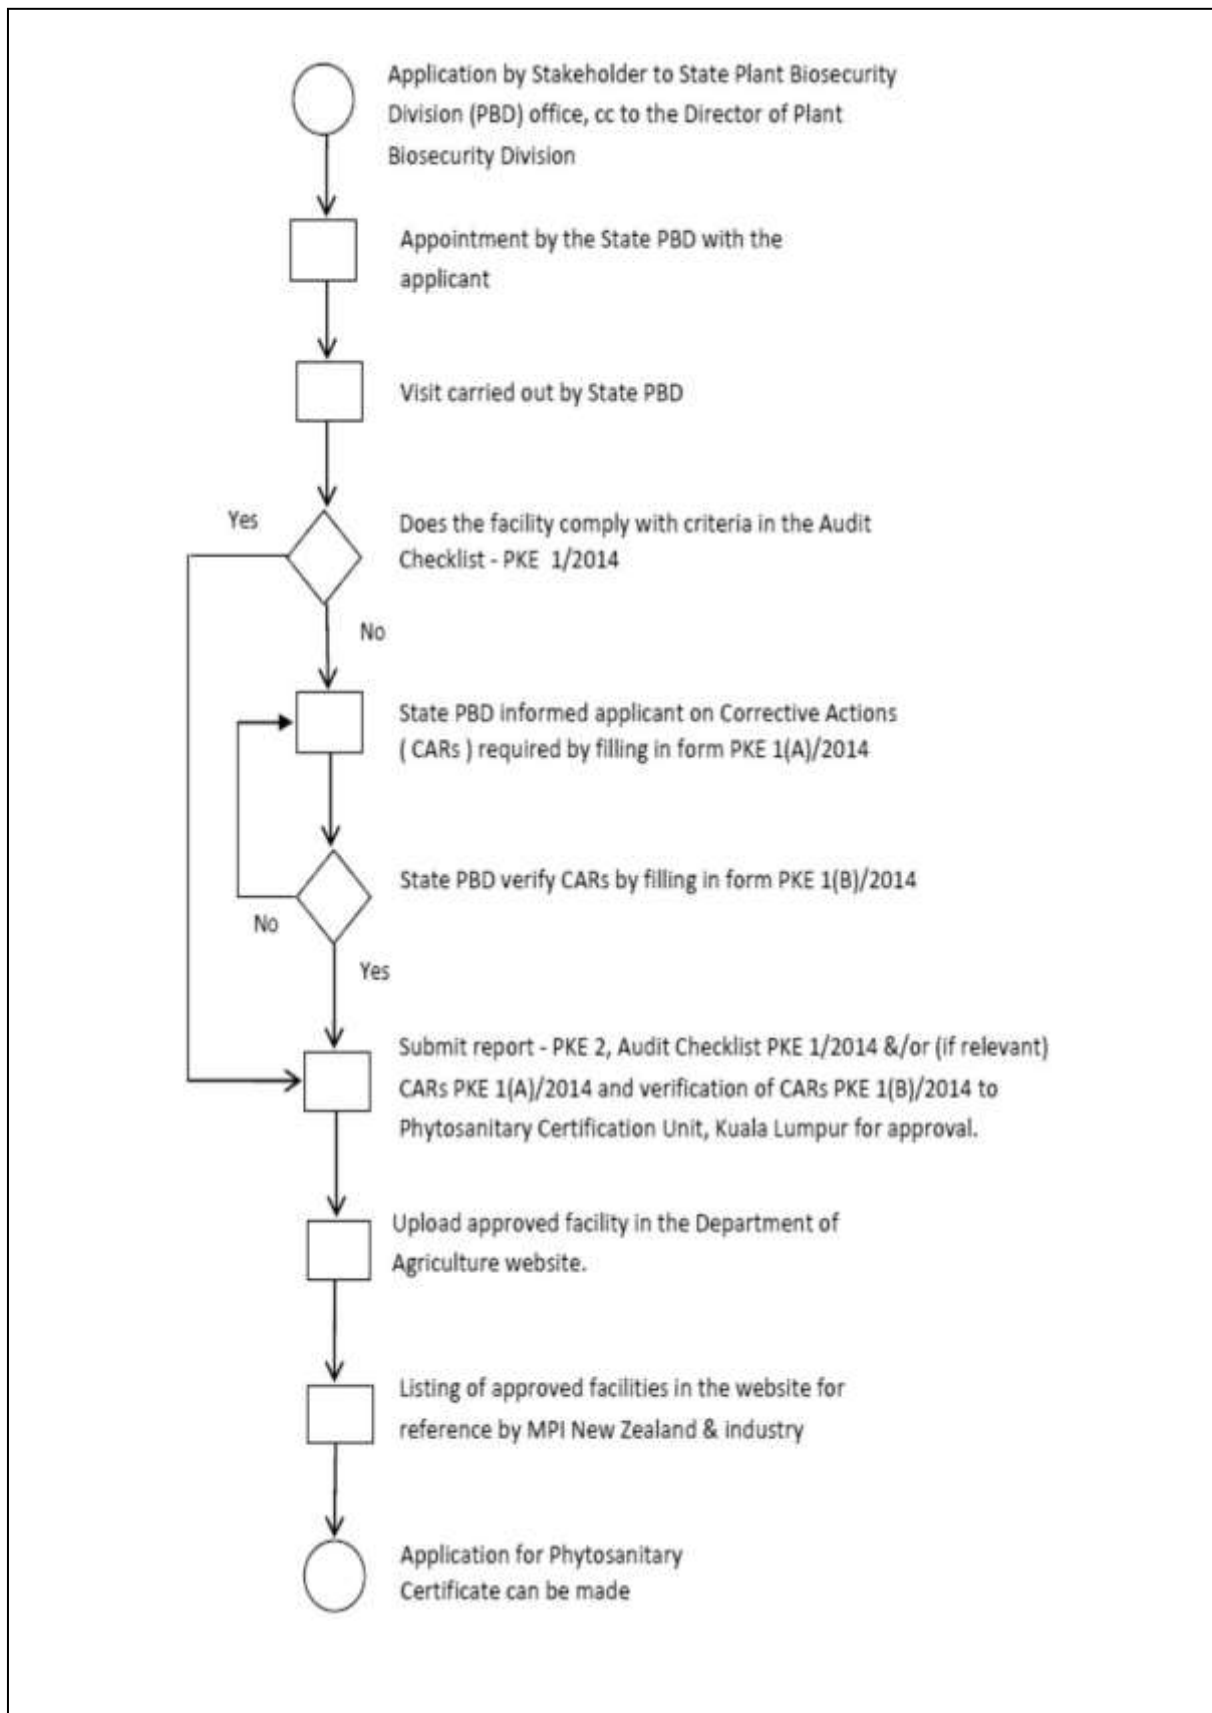 Application by Stakeholder to State Plant Biosecurity
Division (PBD) office, cc to the Director of Plant
Biosecurity Division
Appointment by the State PBD with the
applicant
Visit carried out by State PBD
Yes
Does the facility comply with criteria in the Audit
Checklist - PKE 1/2014
No
State PBD informed applicant on Corrective Actions
( CARs ) required by filling in form PKE 1(A)/2014
State PBD verify CARs by filling in form PKE 1(B)/2014
No
Yes
Submit report - PKE 2, Audit Checklist PKE 1/2014 &/or (if relevant)
CARs PKE 1(A)/2014 and verification of CARs PKE 1(B)/2014 to
Phytosanitary Certification Unit, Kuala Lumpur for approval.
Upload approved facility in the Department of
Agriculture website.
Listing of approved facilities in the website for
reference by MPI New Zealand & industry
Application for Phytosanitary
Certificate can be made